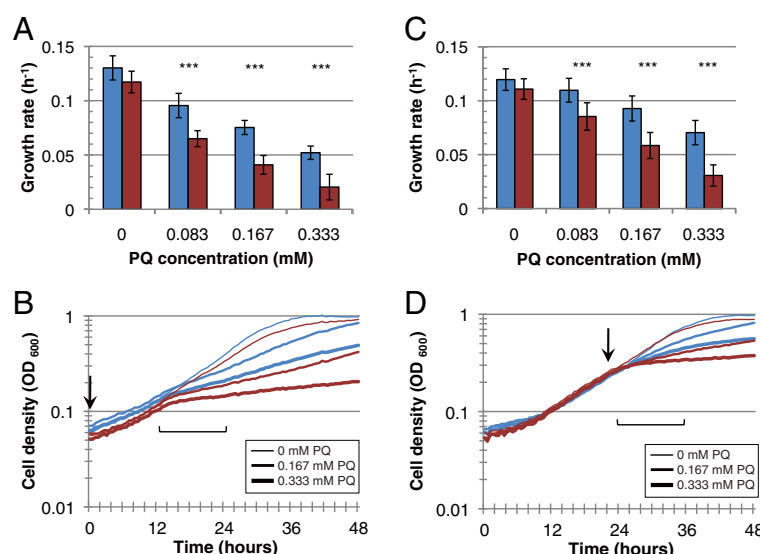 A
Growth rate (h-1)
0.15
0.1
0.05
0
***
***
***
0
0.083
0.167
0.333
PQ concentration (mM)
C
Growth rate (h-1)
0.15
0.1
0.05
0
***
***
***
0
0.083
0.167
0.333
PQ concentration (mM)
B
Cell density (OD 600)
1
0.1
0.01
0 mM PQ
0.167 mM PQ
0.333 mM PQ
0
12
24
36
48
Time (hours)
D
Cell density (OD 600)
1
0.1
0.01
0 mM PQ
0.167 mM PQ
0.333 mM PQ
0
12
24
36
48
Time (hours)